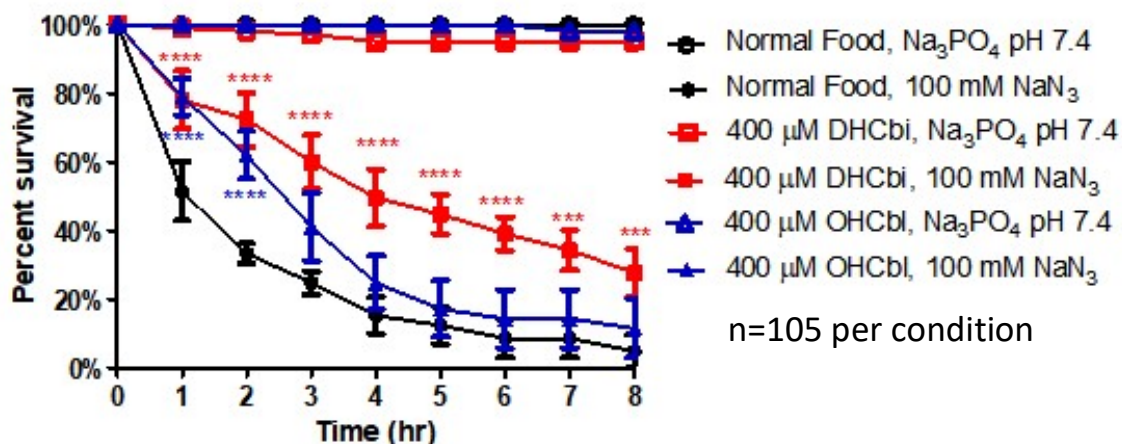 100%
80%
60%
40%
20%
0%
Percent survival
****
****
****
****
****
****
***
***
****
****
0 1 2 3 4 5 6 7 8
Time (hr)
Normal Food, Na₃PO₄ pH 7.4
Normal Food, 100 mM NaN₃
400 μM DHCbi, Na₃PO₄ pH 7.4
400 μM DHCbi, 100 mM NaN₃
400 μM OHCbl, Na₃PO₄ pH 7.4
400 μM OHCbl, 100 mM NaN₃
n=105 per condition